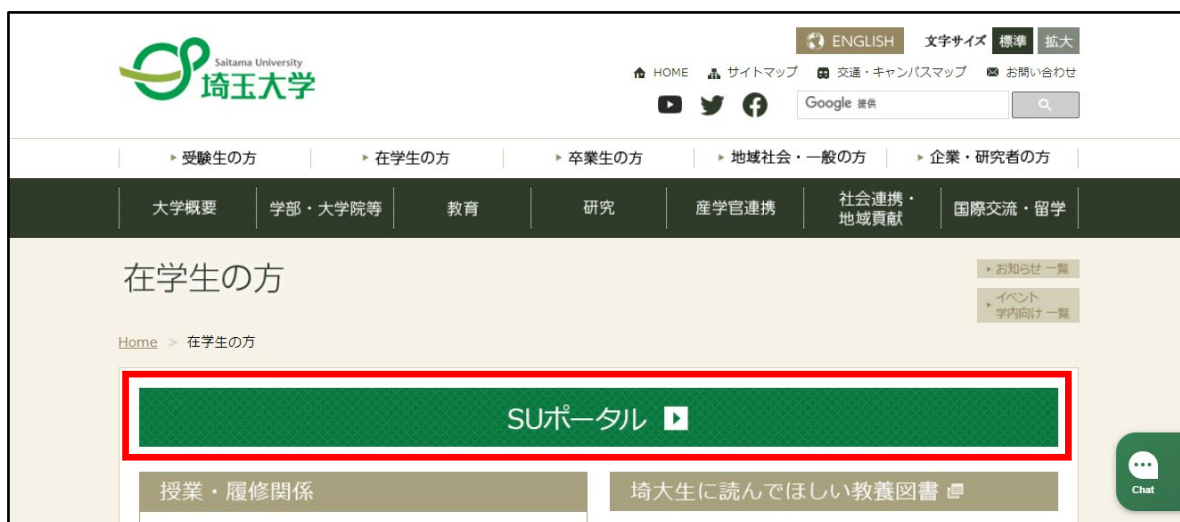 Saitama University
埼玉大学
ENGLISH 文字サイズ 標準 拡大
HOME サイトマップ 交通・キャンパスマップ お問い合わせ
Google 提供
受験生の方 在学生の方 卒業生の方 地域社会・一般の方 企業・研究者の方
大学概要 学部・大学院等 教育 研究 産学官連携 社会連携・ 国際交流・留学
地域貢献
在学生の方
お知らせ 一覧
イベント
学内向け 一覧
Home > 在学生の方
SUポータル
Chat
授業・履修関係 埼大生に読んでほしい教養図書